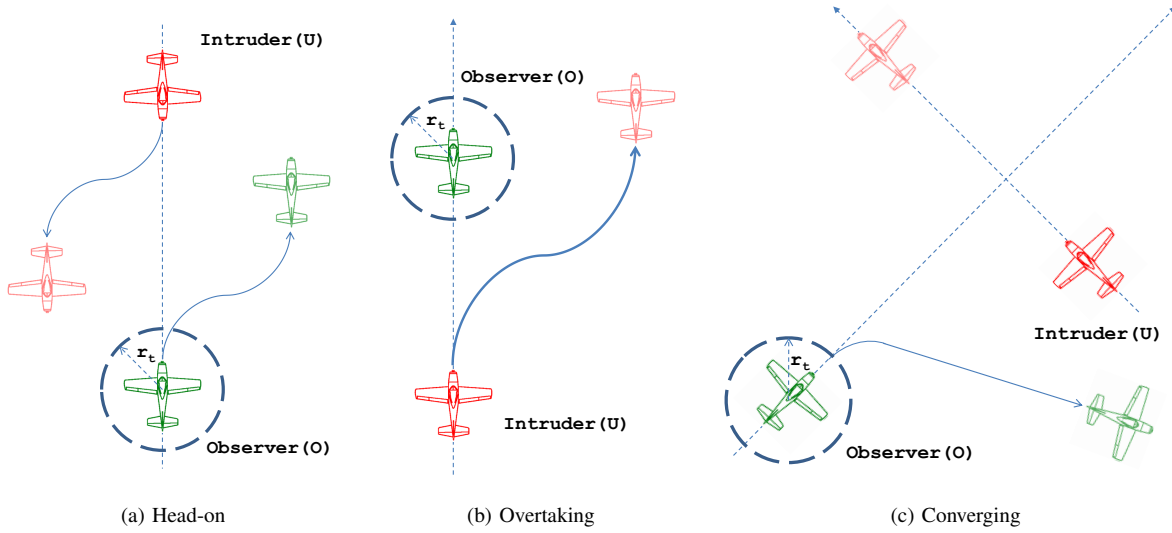 Intruder(U)
r_t
Observer(O)
(a) Head-on
Observer(O)
r_t
Intruder(U)
(b) Overtaking
Intruder(U)
r_t
Observer(O)
(c) Converging